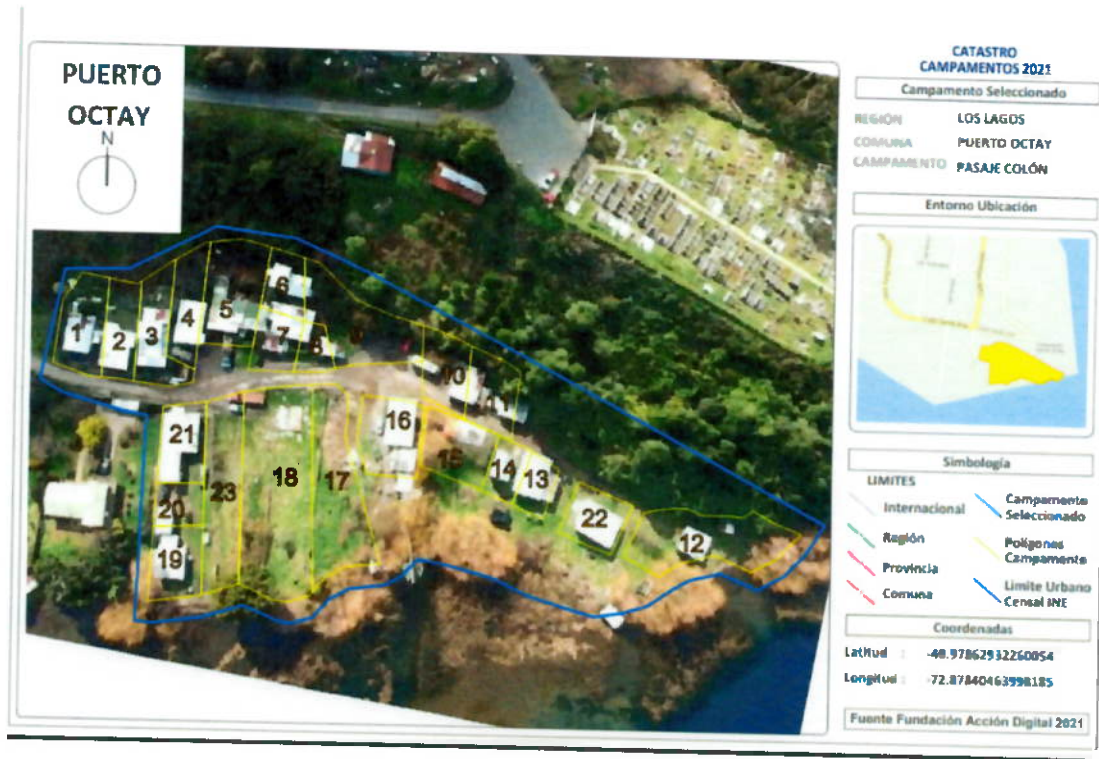 PUERTO
OCTAY
N
1
2
3
4
5
6
7
8
9
10
11
16
21
18
17
15
14
13
20
23
22
19
12
CATASTRO
CAMPAMENTOS 2021
Campamento Seleccionado
REGIÓN LOS LAGOS
COMUNA PUERTO OCTAY
CAMPAMENTO PASAJE COLÓN
Entorno Ubicación
Simbología
LIMITES
Internacional
Región
Provincia
Comuna
Campamento
Seleccionado
Polígonos
Campamento
Limite Urbano
Censal INE
Coordenadas
Latitud : -40.97862932260054
Longitud : -72.87840463998185
Fuente Fundación Acción Digital 2021